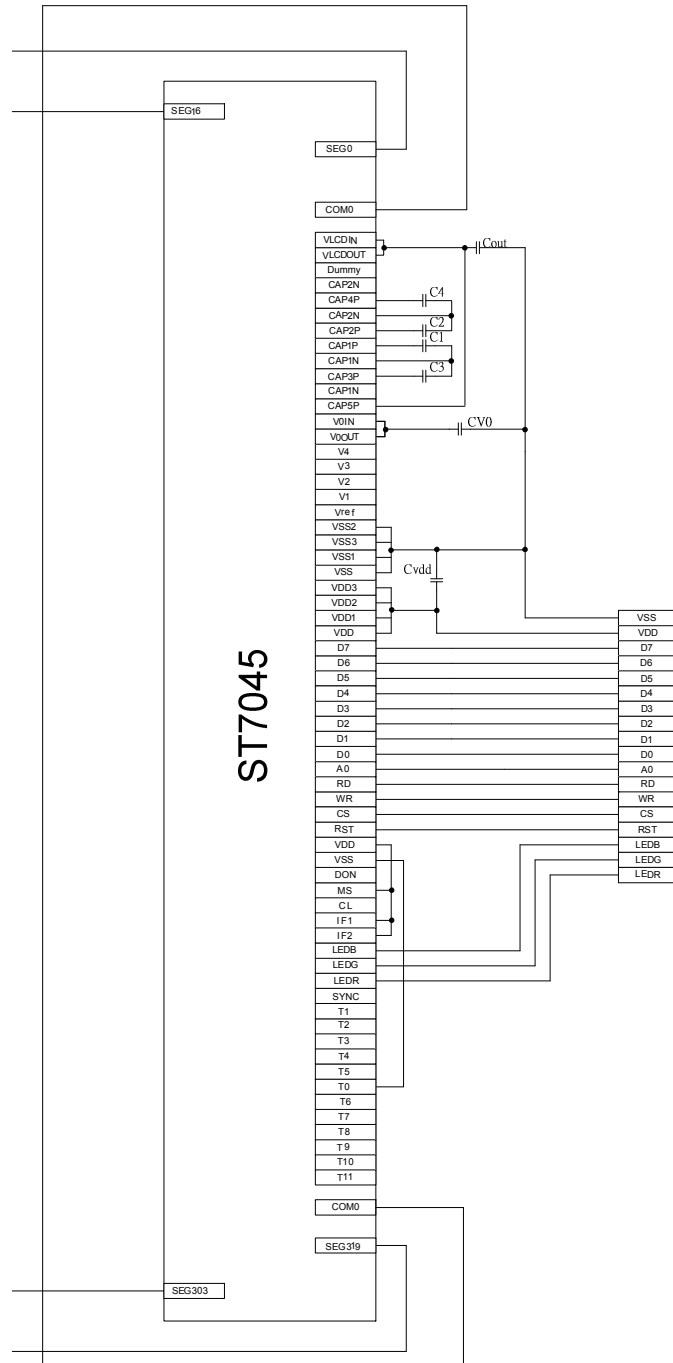 SEG16
SEG0
COM0
VLCDIN
VLCDOUT
Dummy
CAP2N
CAP4P
CAP2N
CAP2P
CAP1P
CAP1N
CAP3P
CAP1N
CAP5P
V0IN
V0OUT
V4
V3
V2
V1
Vref
VSS2
VSS3
VSS1
VSS
VDD3
VDD2
VDD1
VDD
D7
D6
D5
D4
D3
D2
D1
D0
A0
RD
WR
CS
RST
VDD
VSS
DON
MS
CL
IF1
IF2
LEDB
LEDG
LEDR
SYNC
T1
T2
T3
T4
T5
T0
T6
T7
T8
T9
T10
T11
COM0
SEG319
SEG303
ST7045
Cout
C4
C2
C1
C3
CV0
Cvdd
VSS
VDD
D7
D6
D5
D4
D3
D2
D1
D0
A0
RD
WR
CS
RST
LEDB
LEDG
LEDR